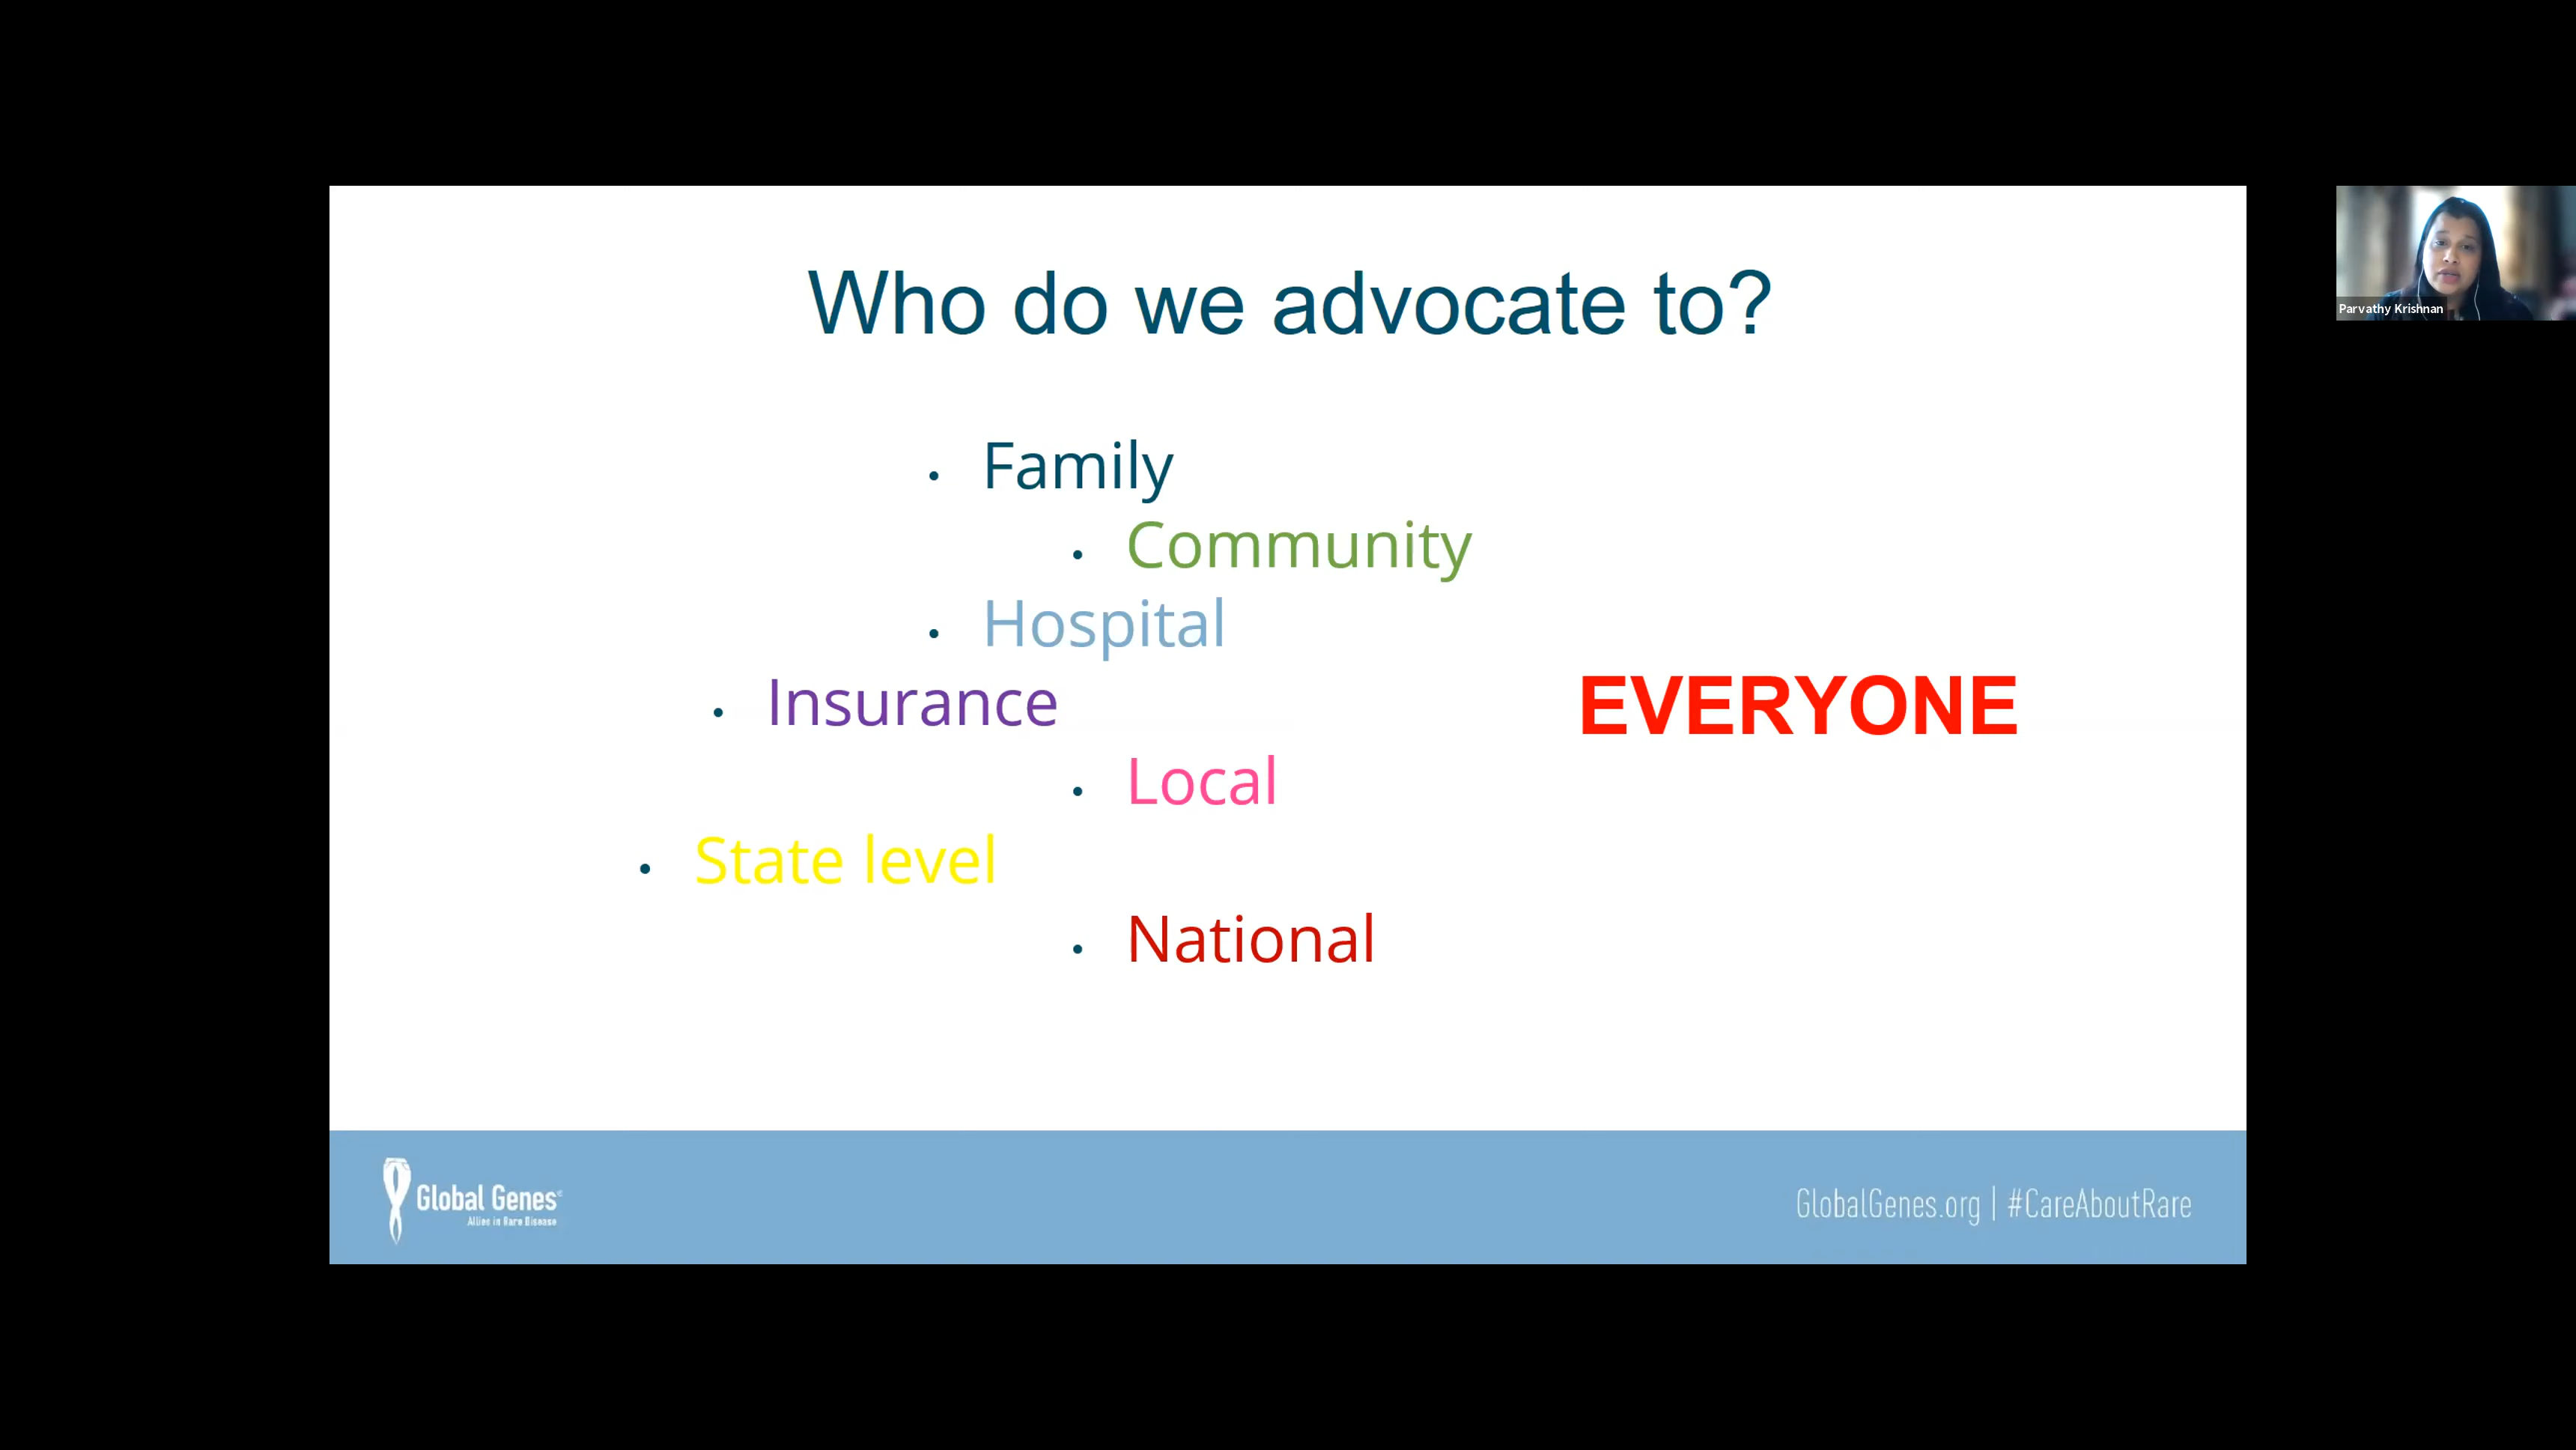 Who do we advocate to?
Parvathy Krishnan
• Family
• Community
• Hospital
• Insurance
EVERYONE
• Local
• State level
• National
Global Genes
Allies in Rare Disease
GlobalGenes.org | #CareAboutRare